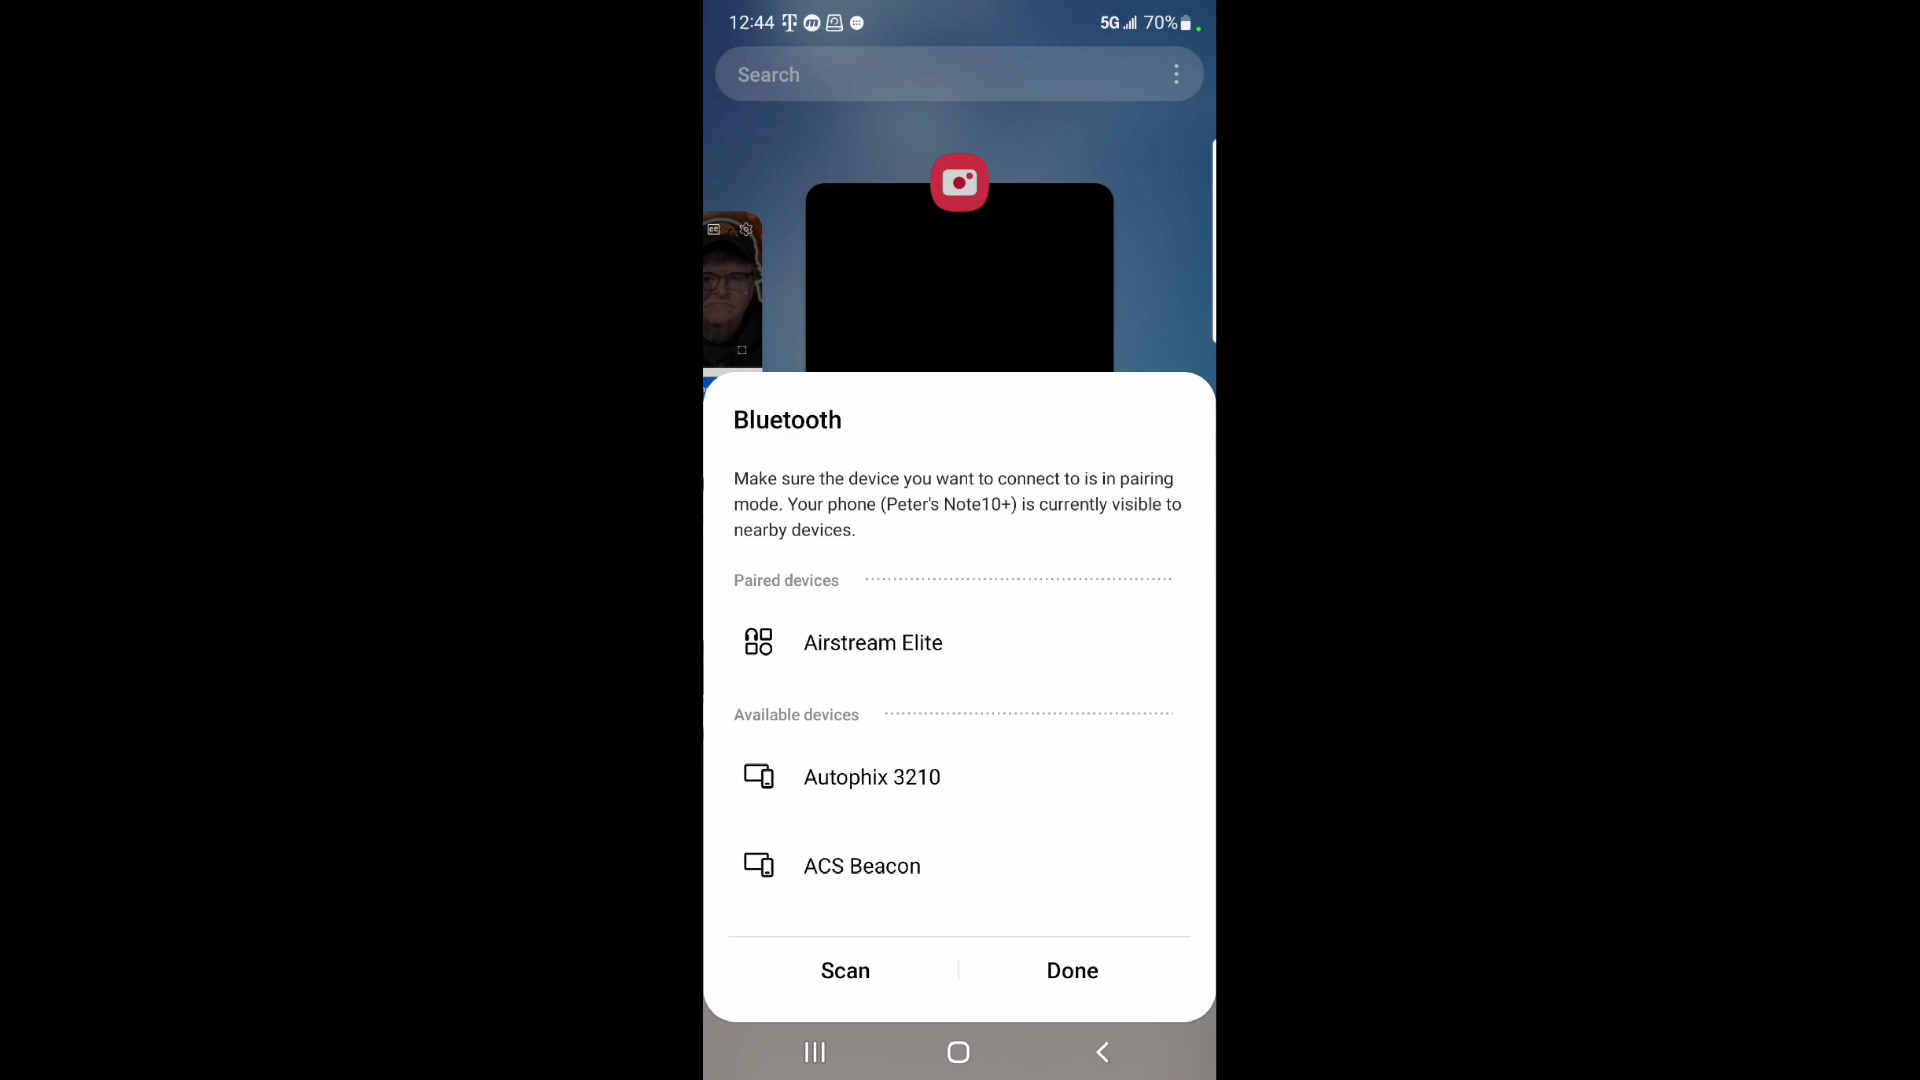 12:44
5G 70%
Search
CC
Bluetooth
Make sure the device you want to connect to is in pairing
mode. Your phone (Peter's Note10+) is currently visible to
nearby devices.
Paired devices
Airstream Elite
Available devices
Autophix 3210
ACS Beacon
Scan
Done